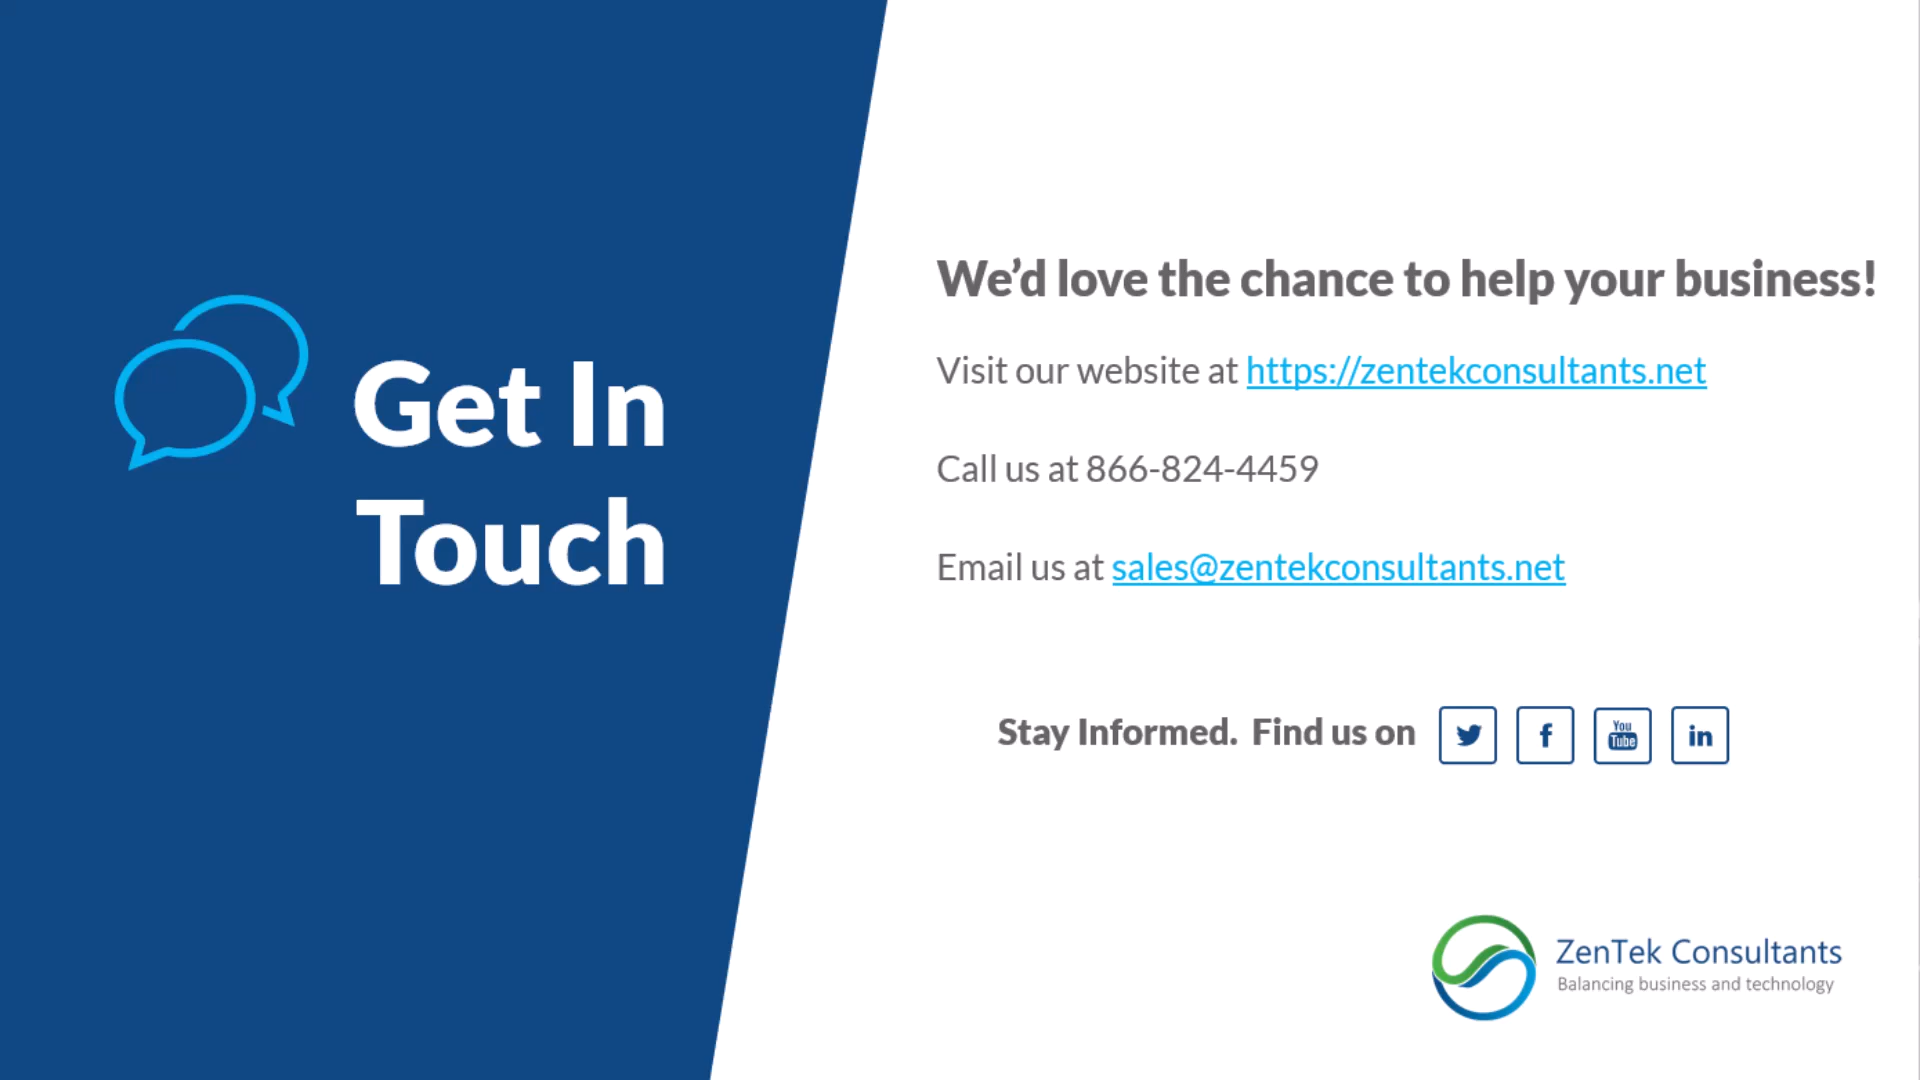 Get In
Touch
We’d love the chance to help your business!
Visit our website at https://zentekconsultants.net
Call us at 866-824-4459
Email us at sales@zentekconsultants.net
Stay Informed.  Find us on
f
You
Tube
in
ZenTek Consultants
Balancing business and technology